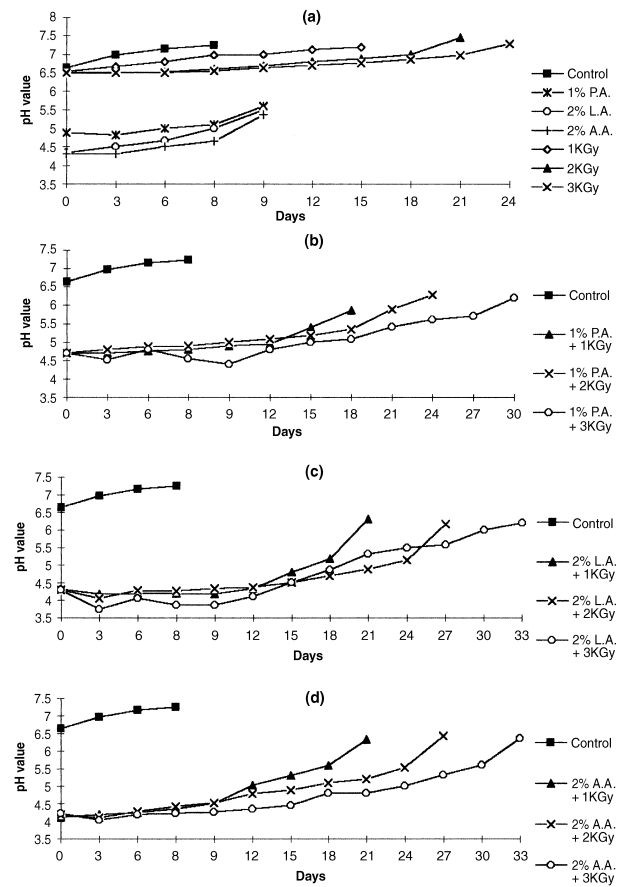 (a)
8
7.5
7
6.5
6
5.5
5
4.5
4
3.5
pH value
0 3 6 8 9 12 15 18 21 24
Days
Control
1% P.A.
2% L.A.
2% A.A.
1KGy
2KGy
3KGy
(b)
7.5
7
6.5
6
5.5
5
4.5
4
3.5
pH value
0 3 6 8 9 12 15 18 21 24 27 30
Days
Control
1% P.A.
+ 1KGy
1% P.A.
+ 2KGy
1% P.A.
+ 3KGy
(c)
7.5
7
6.5
6
5.5
5
4.5
4
3.5
pH value
0 3 6 8 9 12 15 18 21 24 27 30 33
Days
Control
2% L.A.
+ 1KGy
2% L.A.
+ 2KGy
2% L.A.
+ 3KGy
(d)
7.5
7
6.5
6
5.5
5
4.5
4
3.5
pH value
0 3 6 8 9 12 15 18 21 24 27 30 33
Days
Control
2% A.A.
+ 1KGy
2% A.A.
+ 2KGy
2% A.A.
+ 3KGy